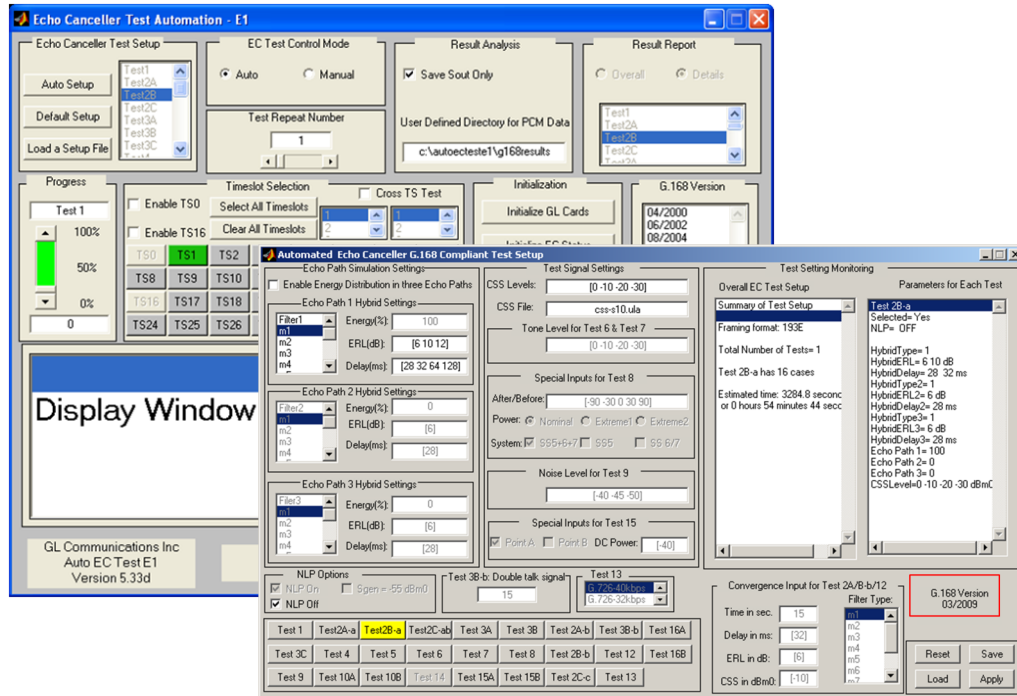 Echo Canceller Test Automation - E1
Echo Canceller Test Setup
Auto Setup
Default Setup
Load a Setup File
Test1
Test2A
Test2B
Test2C
Test3A
Test3B
Test3C
EC Test Control Mode
Auto Manual
Test Repeat Number
1
Result Analysis
Save Sout Only
User Defined Directory for PCM Data
c:\autoecteste1\g168results
Result Report
Overall Details
Test1
Test2A
Test2B
Test2C
Test3A
Progress
Test 1
100%
50%
0%
0
Timeslot Selection
Enable TS0
Select All Timeslots
Enable TS16
Clear All Timeslots
Cross TS Test
1 1
2 2
TS0 TS1 TS2
TS8 TS9 TS10
TS16 TS17 TS18
TS24 TS25 TS26
Initialization
Initialize GL Cards
G.168 Version
04/2000
06/2002
08/2004
Display Window
GL Communications Inc
Auto EC Test E1
Version 5.33d
Automated Echo Canceller G.168 Compliant Test Setup
Echo Path Simulation Settings
Enable Energy Distribution in three Echo Paths
Echo Path 1 Hybrid Settings
Filter1
m1
m2
m3
m4
Energy(%): 100
ERL(dB): [6 10 12]
Delay(ms): [28 32 64 128]
Echo Path 2 Hybrid Settings
Filter2
m1
m2
m3
m4
Energy(%): 0
ERL(dB): [6]
Delay(ms): [28]
Echo Path 3 Hybrid Settings
Filer3
m1
m2
m3
m4
Energy(%): 0
ERL(dB): [6]
Delay(ms): [28]
Test Signal Settings
CSS Levels: [0 -10 -20 -30]
CSS File: css-s10.ula
Tone Level for Test 6 & Test 7
[0 -10 -20 -30]
Special Inputs for Test 8
After/Before: [-90 -30 0 30 90]
Power: Nominal Extreme1 Extreme2
System: SS5+6+7 SS5 SS 6/7
Noise Level for Test 9
[-40 -45 -50]
Special Inputs for Test 15
Point A Point B DC Power: [-40]
Test Setting Monitoring
Overall EC Test Setup
Summary of Test Setup
Framing format: 193E
Total Number of Tests= 1
Test 2B-a has 16 cases
Estimated time: 3284.8 second
or 0 hours 54 minutes 44 secc
Parameters for Each Test
Test 2B-a
Selected= Yes
NLP= OFF
HybridType= 1
HybridERL= 6 10 dB
HybridDelay= 28 32 ms
HybridType2= 1
HybridERL2= 6 dB
HybridDelay2= 28 ms
HybridType3= 1
HybridERL3= 6 dB
HybridDelay3= 28 ms
Echo Path 1= 100
Echo Path 2= 0
Echo Path 3= 0
CSSLevel=0 -10 -20 -30 dBm0
NLP Options
NLP On Sgen = -55 dBm0
NLP Off
Test 3B-b: Double talk signal
15
Test 13
G.726-40kbps
G.726-32kbps
Test 1 Test2A-a Test2B-a Test2C-ab Test 3A Test 3B Test 2A-b Test 3B-b Test 16A
Test 3C Test 4 Test 5 Test 6 Test 7 Test 8 Test 2B-b Test 12 Test 16B
Test 9 Test 10A Test 10B Test 14 Test 15A Test 15B Test 2C-c Test 13
Convergence Input for Test 2A/B-b/12
Time in sec. 15
Delay in ms: [32]
ERL in dB: [6]
CSS in dBm0: [-10]
Filter Type:
m1
m2
m3
m4
m5
m6
m7
G.168 Version
03/2009
Reset Save
Load Apply